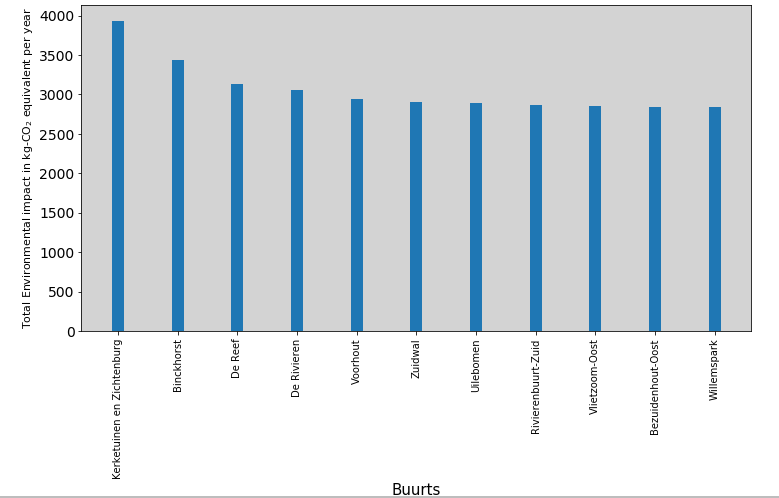 Total Environmental impact in kg-CO₂ equivalent per year
4000
3500
3000
2500
2000
1500
1000
500
0
Kerketuinen en Zichtenburg
Binckhorst
De Reef
De Rivieren
Voorhout
Zuidwal
Uilebomen
Rivierenbuurt-Zuid
Vlietzoom-Oost
Bezuidenhout-Oost
Willemspark
Buurts